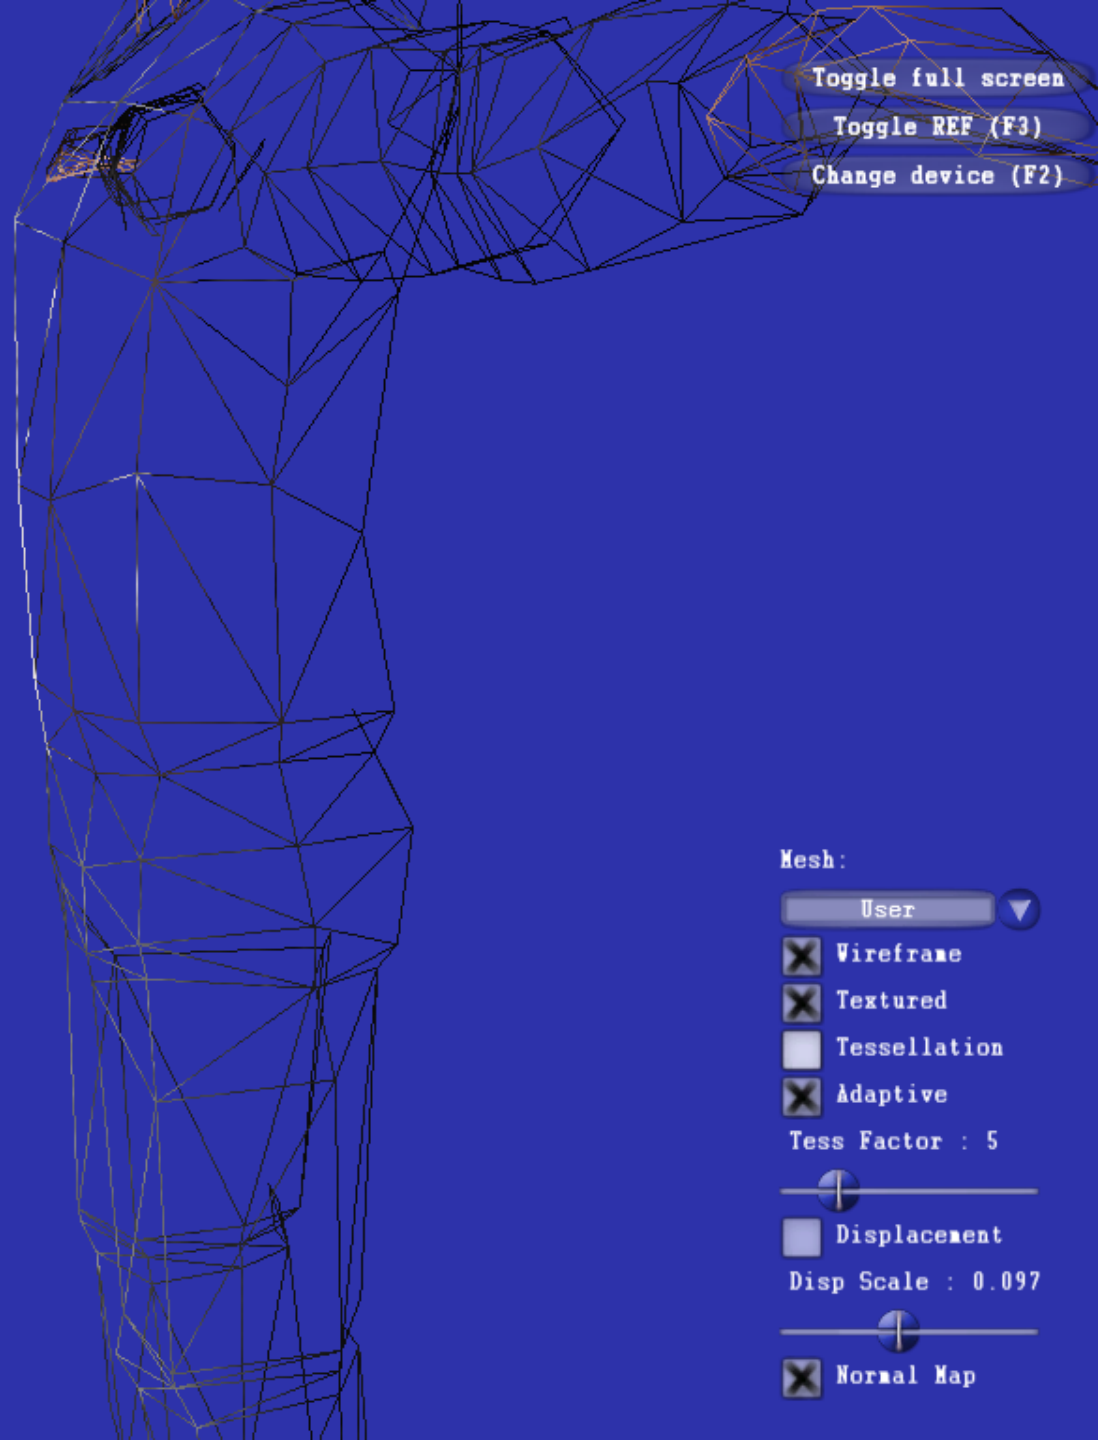 Toggle full screen
Toggle REF (F3)
Change device (F2)
Mesh:
User
Wireframe
Textured
Tessellation
Adaptive
Tess Factor : 5
Displacement
Disp Scale : 0.097
Normal Map